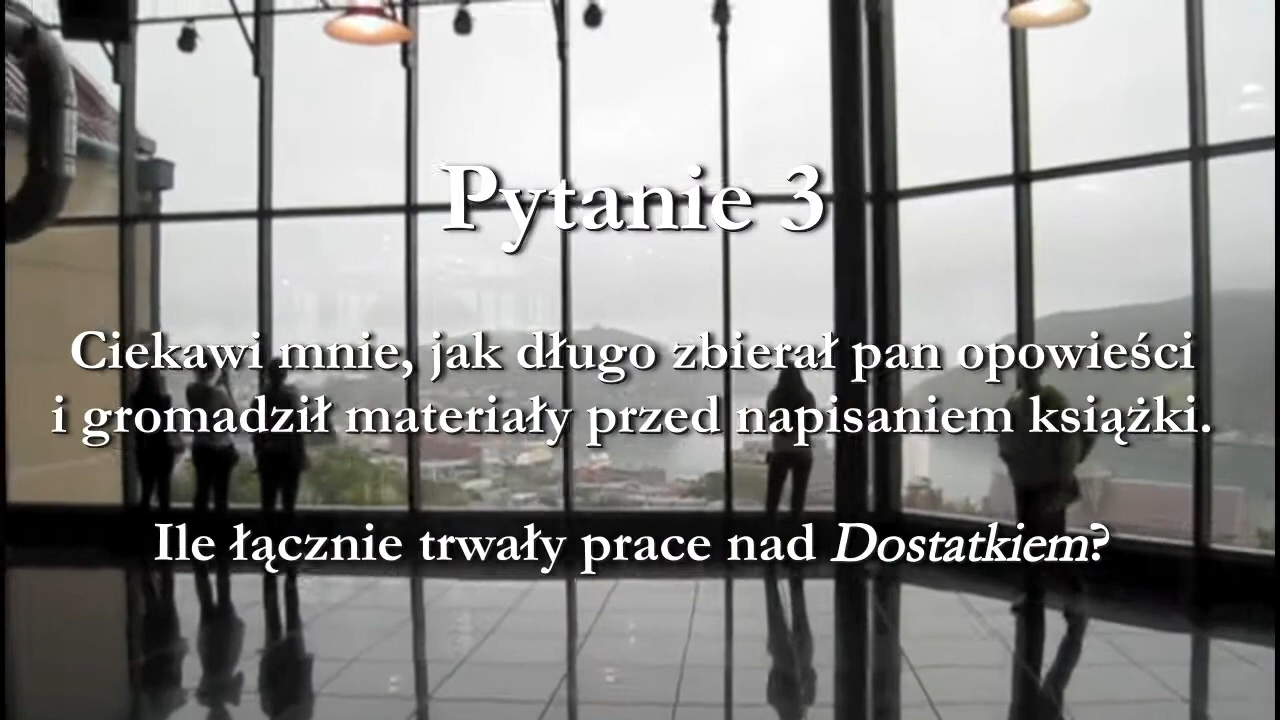 Pytanie 3
Ciekawi mnie, jak długo zbierał pan opowieści
i gromadził materiały przed napisaniem książki.
Ile łącznie trwały prace nad Dostatkiem?